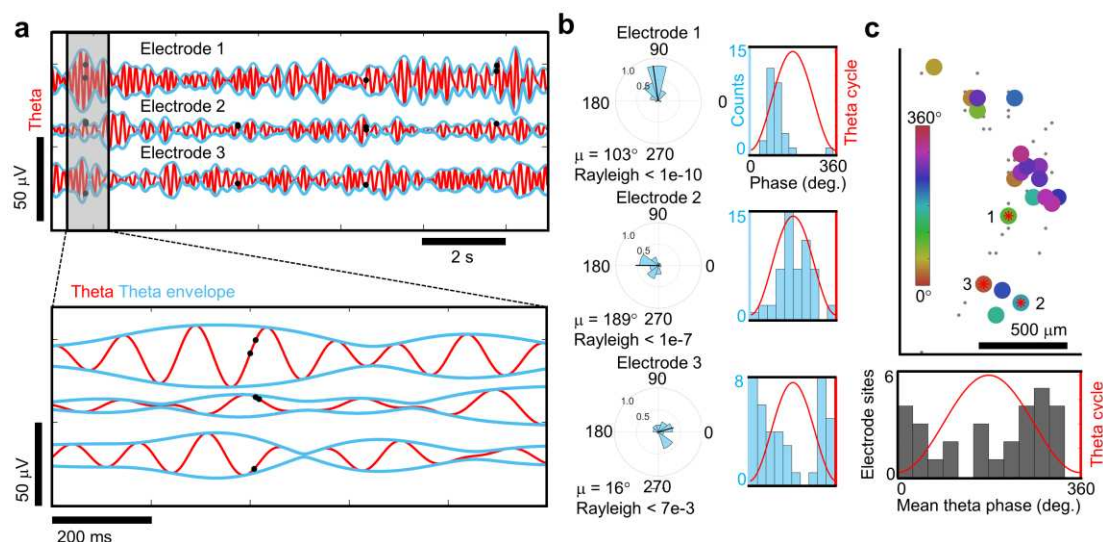 a
Electrode 1
Electrode 2
Electrode 3
Theta
50 μV
2 s
Theta Theta envelope
50 μV
200 ms
b
Electrode 1
90
1.0
0.5
180
0
μ = 103° 270
Rayleigh < 1e-10
15
0
Counts
Theta cycle
0 360
Phase (deg.)
Electrode 2
90
1.0
0.5
180
0
μ = 189° 270
Rayleigh < 1e-7
15
0
Electrode 3
90
1.0
0.5
180
0
μ = 16° 270
Rayleigh < 7e-3
8
0
c
360°
0°
1
3
2
500 μm
6
0
Electrode sites
Theta cycle
0 360
Mean theta phase (deg.)